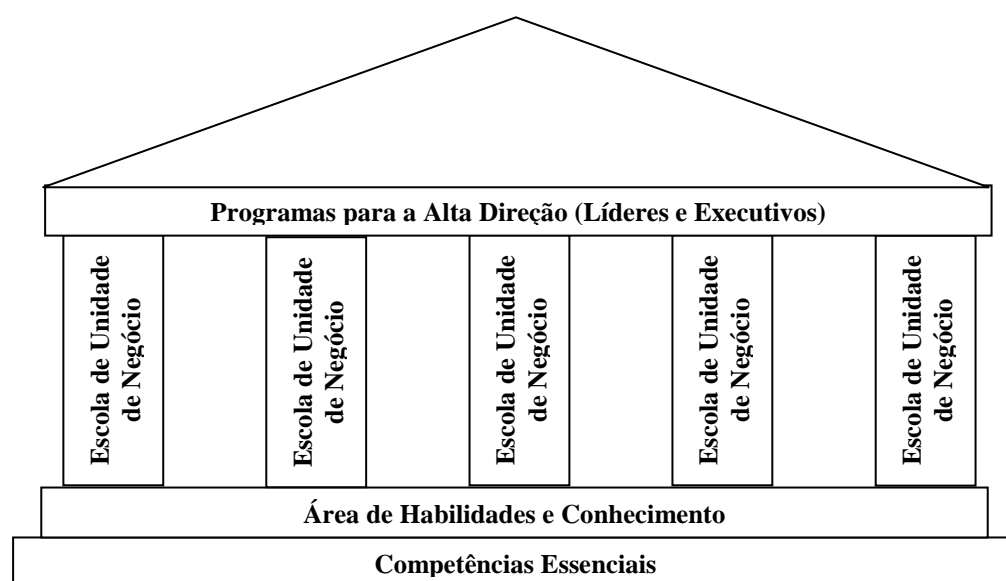 Programas para a Alta Direção (Líderes e Executivos)
Escola de Unidade
de Negócio
Escola de Unidade
de Negócio
Escola de Unidade
de Negócio
Escola de Unidade
de Negócio
Escola de Unidade
de Negócio
Área de Habilidades e Conhecimento
Competências Essenciais